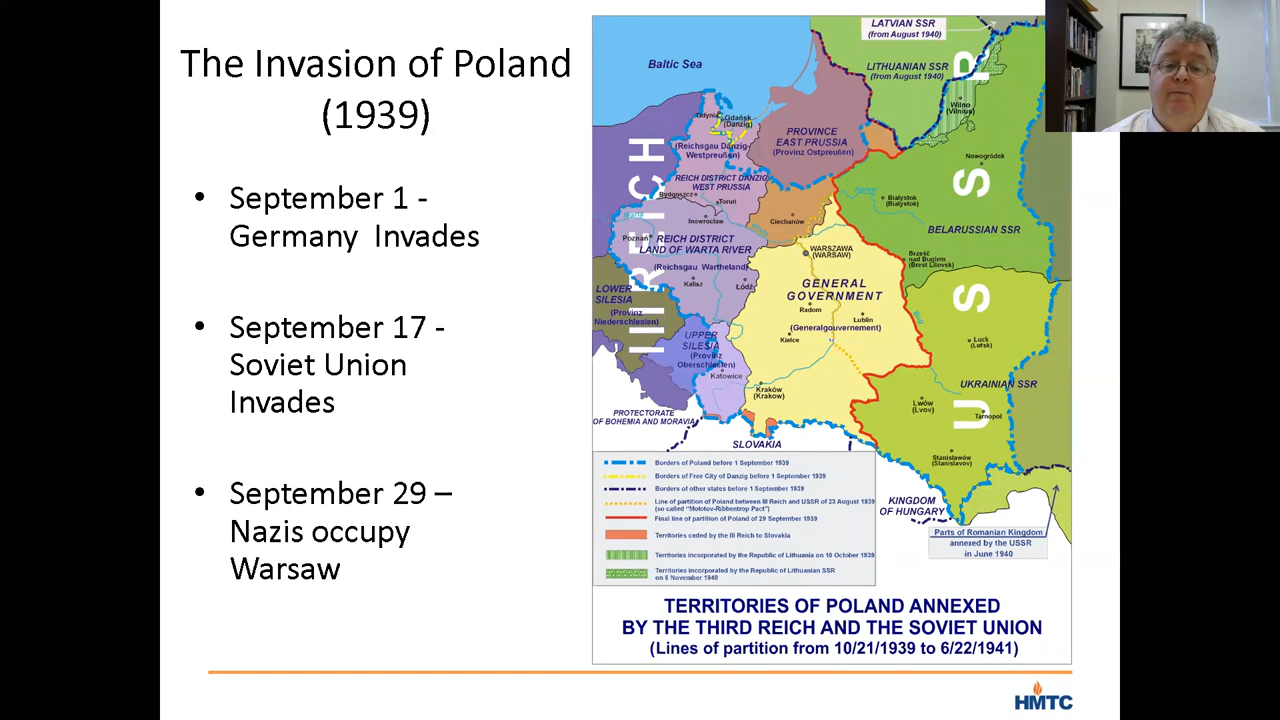 The Invasion of Poland
(1939)
• September 1 -
Germany Invades
• September 17 -
Soviet Union
Invades
• September 29 –
Nazis occupy
Warsaw
LATVIAN SSR
(from August 1940)
LITHUANIAN SSR
(from August 1940)
Baltic Sea
Wilno
(Vilnius)
Gdynia
Gdańsk
(Danzig)
PROVINCE
EAST PRUSSIA
(Provinz Ostpreußen)
(Reichsgau Danzig-
Westpreußen)
Nowogródek
REICH DISTRICT DANZIG-
WEST PRUSSIA
Bydgoszcz
Toruń
Narew
Białystok
(Bialystok)
Inowrocław
Ciechanów
Warta
Poznań
REICH DISTRICT
LAND OF WARTA RIVER
(Reichsgau Wartheland)
BELARUSSIAN SSR
WARSZAWA
(WARSAW)
Brześć
nad Bugiem
(Brest Litovsk)
Kalisz
Łódź
GENERAL
GOVERNMENT
Radom
Lublin
(Generalgouvernement)
Kielce
Bug
LOWER
SILESIA
(Provinz
Niederschlesien)
UPPER
SILESIA
(Provinz
Oberschlesien)
Katowice
Łuck
(Lutsk)
UKRAINIAN SSR
Kraków
(Krakow)
Lwów
(Lvov)
Tarnopol
PROTECTORATE
OF BOHEMIA AND MORAVIA
SLOVAKIA
Stanisławów
(Stanislavov)
III REICH
USSR
KINGDOM
OF HUNGARY
Parts of Romanian Kingdom
annexed by the USSR
in June 1940
Borders of Poland before 1 September 1939
Borders of Free City of Danzig before 1 September 1939
Borders of other states before 1 September 1939
Line of partition of Poland between III Reich and USSR of 23 August 1939
(so called "Molotov-Ribbentrop Pact")
Final line of partition of Poland of 29 September 1939
Territories ceded by the III Reich to Slovakia
Territories incorporated by the Republic of Lithuania on 10 October 1939
Territories incorporated by the Republic of Lithuanian SSR
on 6 November 1940
TERRITORIES OF POLAND ANNEXED
BY THE THIRD REICH AND THE SOVIET UNION
(Lines of partition from 10/21/1939 to 6/22/1941)
HMTC